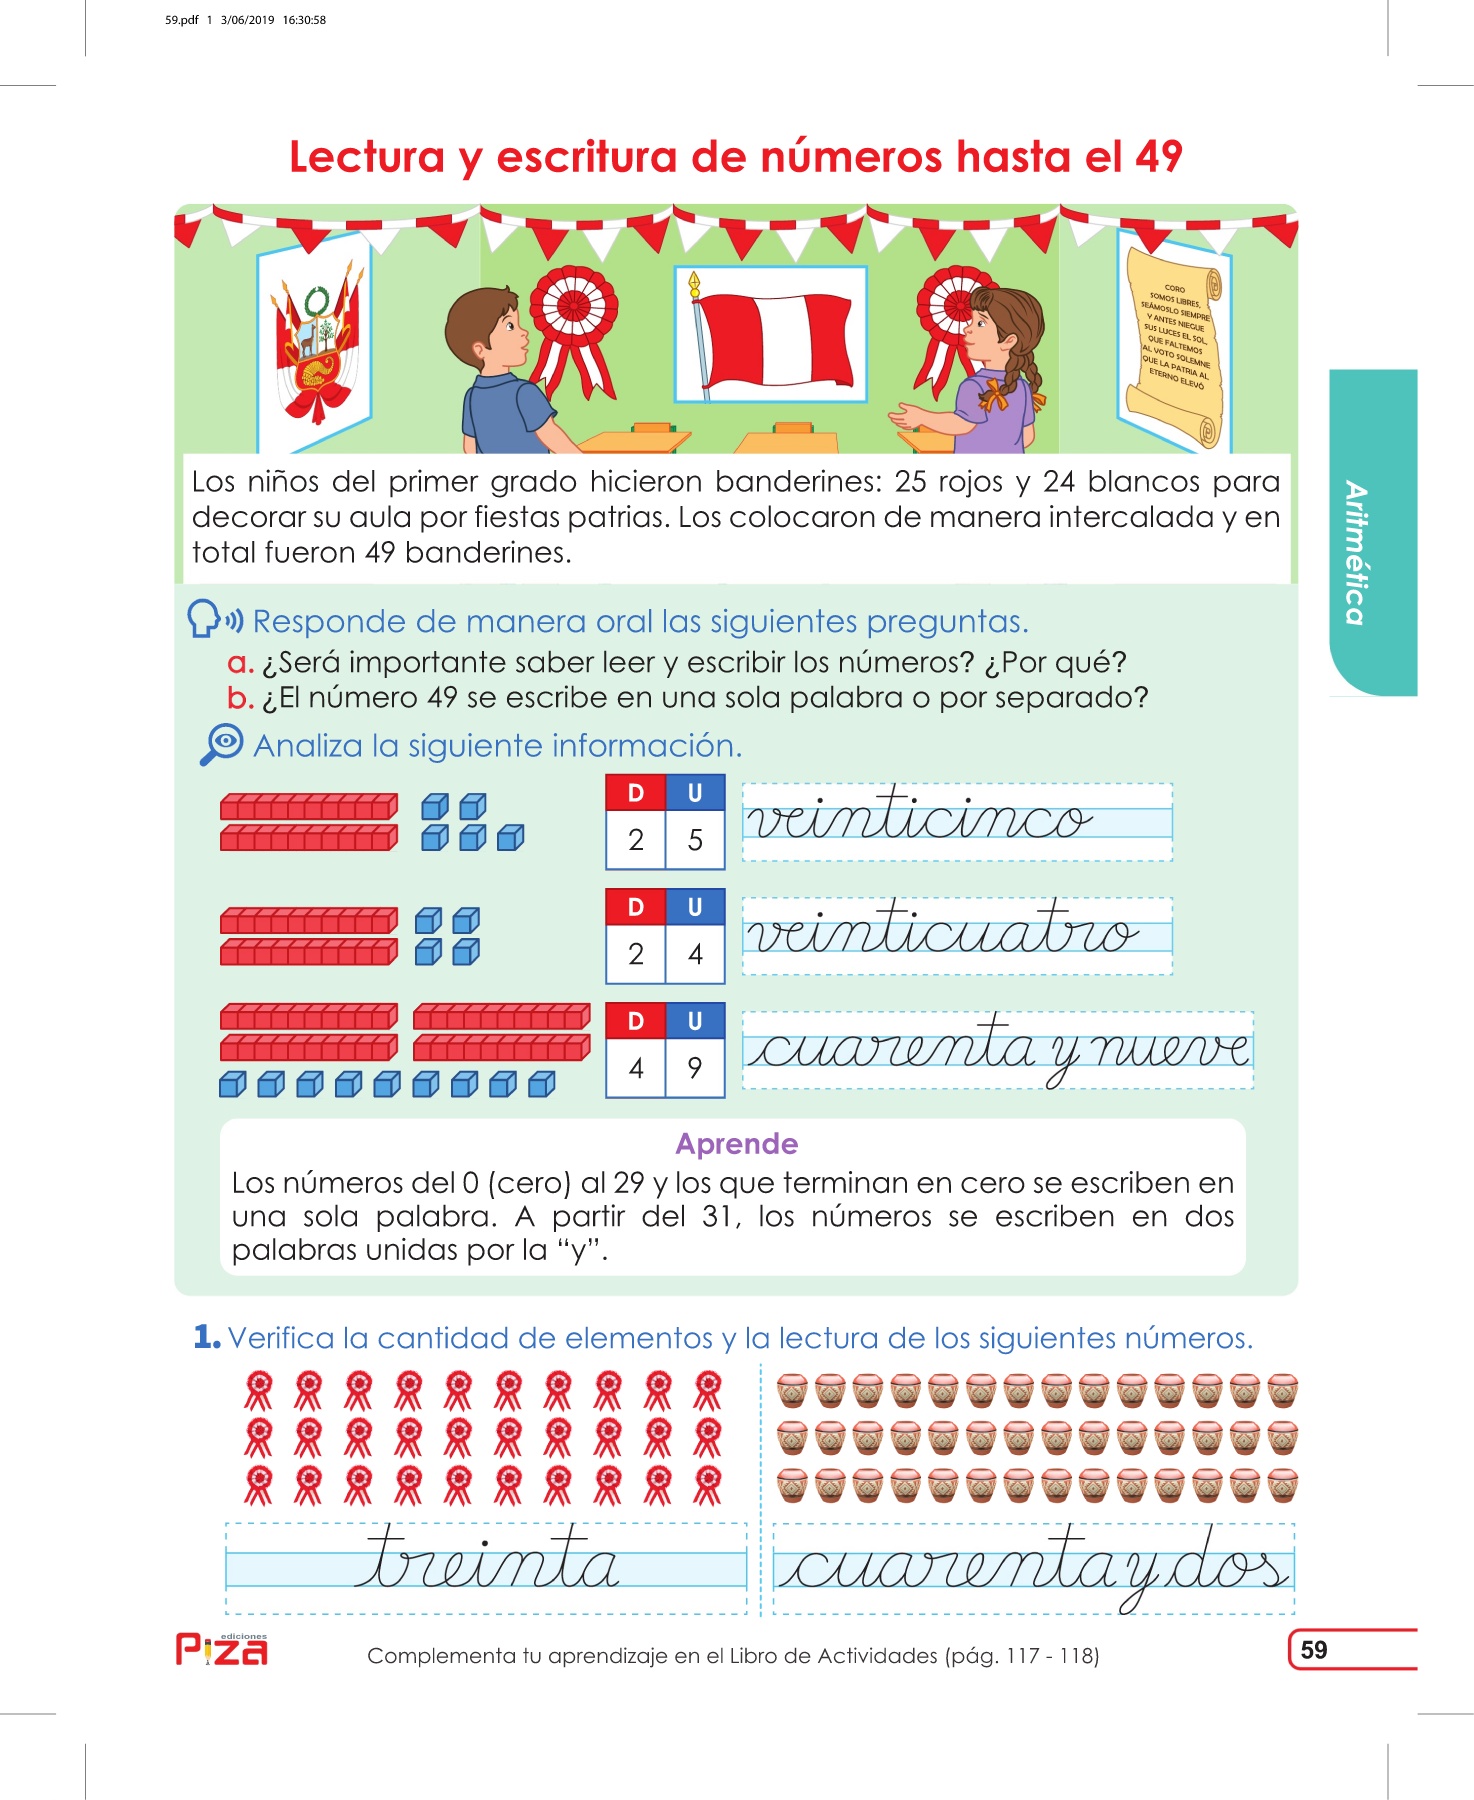 59.pdf 1 3/06/2019 16:30:58
Lectura y escritura de números hasta el 49
CORO
SOMOS LIBRES,
SEÁMOSLO SIEMPRE
Y ANTES NIEGUE
SUS LUCES EL SOL,
QUE FALTEMOS
AL VOTO SOLEMNE
QUE LA PATRIA AL
ETERNO ELEVÓ
Los niños del primer grado hicieron banderines: 25 rojos y 24 blancos para
decorar su aula por fiestas patrias. Los colocaron de manera intercalada y en
total fueron 49 banderines.
Aritmética
Responde de manera oral las siguientes preguntas.
a. ¿Será importante saber leer y escribir los números? ¿Por qué?
b. ¿El número 49 se escribe en una sola palabra o por separado?
Analiza la siguiente información.
D U
2 5
veinticinco
D U
2 4
veinticuatro
D U
4 9
cuarenta y nueve
Aprende
Los números del 0 (cero) al 29 y los que terminan en cero se escriben en
una sola palabra. A partir del 31, los números se escriben en dos
palabras unidas por la “y”.
1. Verifica la cantidad de elementos y la lectura de los siguientes números.
treinta
cuarenta y dos
ediciones
Piza
Complementa tu aprendizaje en el Libro de Actividades (pág. 117 - 118)
59